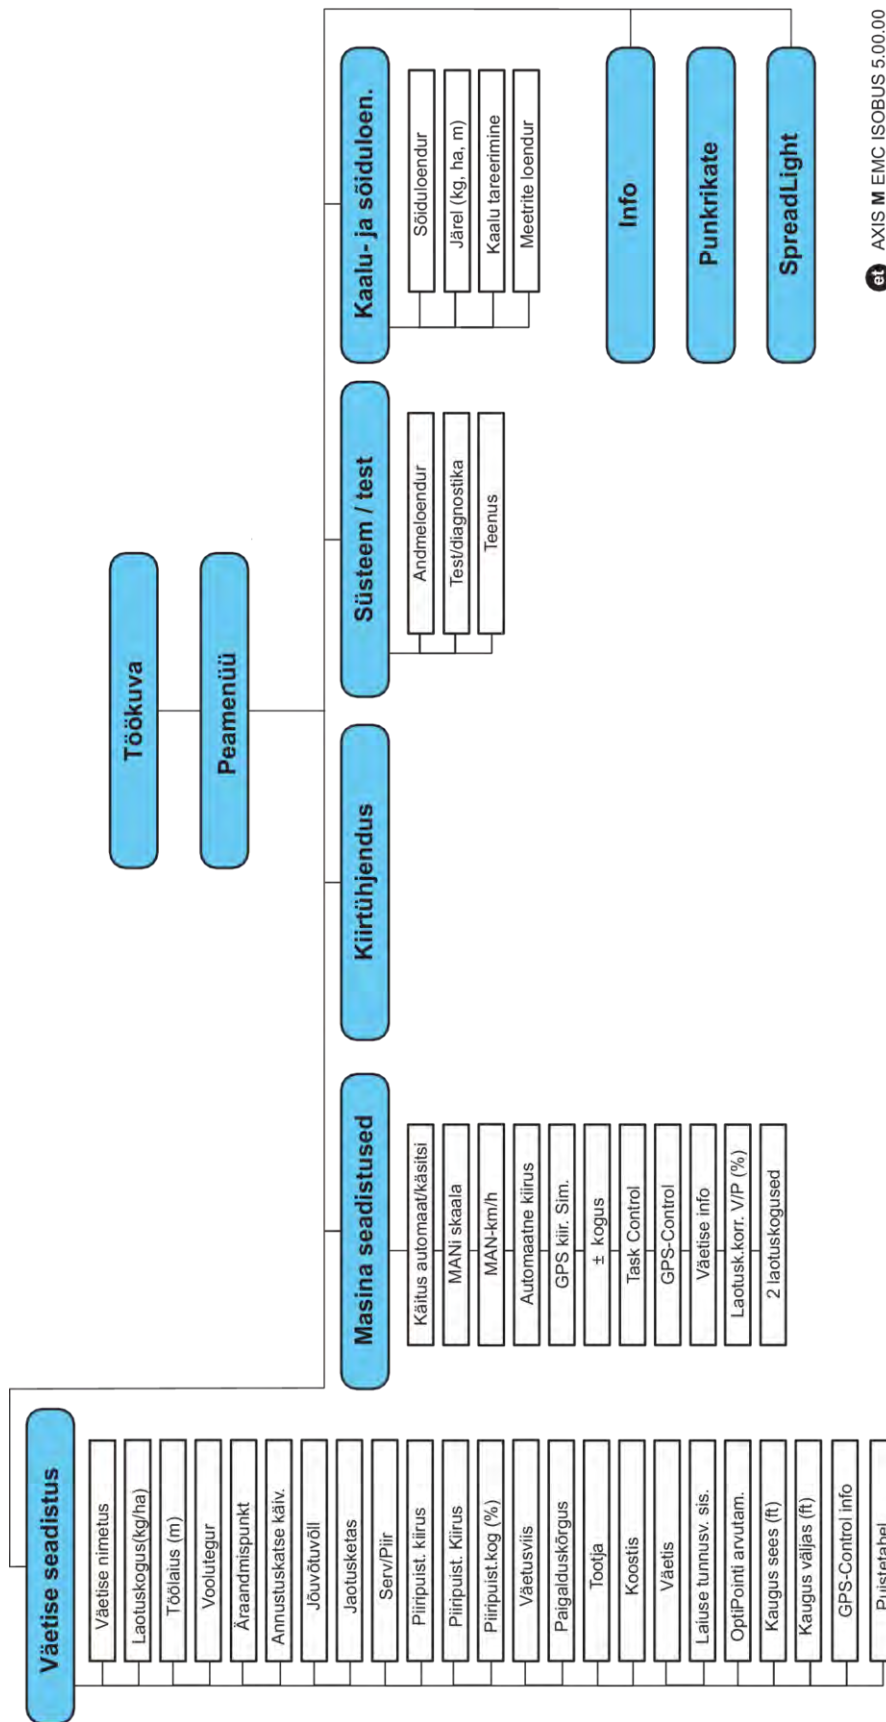 Töökuva
Peamenüü
Väetise seadistus
Väetise nimetus
Laotuskogus(kg/ha)
Töölaius (m)
Voolutegur
Äraandmispunkt
Annustuskatse käiv.
Jõuvõtuvõll
Jaotusketas
Serv/Piir
Piiripuist. kiirus
Piiripuist. Kiirus
Piiripuist.kog (%)
Väetusviis
Paigalduskõrgus
Tootja
Koostis
Väetis
Laiuse tunnusv. sis.
OptiPointi arvutam.
Kaugus sees (ft)
Kaugus väljas (ft)
GPS-Control info
Puistetabel
Masina seadistused
Käitus automaat/käsitsi
MANi skaala
MAN-km/h
Automaatne kiirus
GPS kiir. Sim.
± kogus
Task Control
GPS-Control
Väetise info
Laotusk.korr. V/P (%)
2 laotuskogused
Kiirtühjendus
Süsteem / test
Andmeloendur
Test/diagnostika
Teenus
Kaalu- ja sõiduloen.
Sõiduloendur
Järel (kg, ha, m)
Kaalu tareerimine
Meetrite loendur
Info
Punkrikate
SpreadLight
et AXIS M EMC ISOBUS 5.00.00